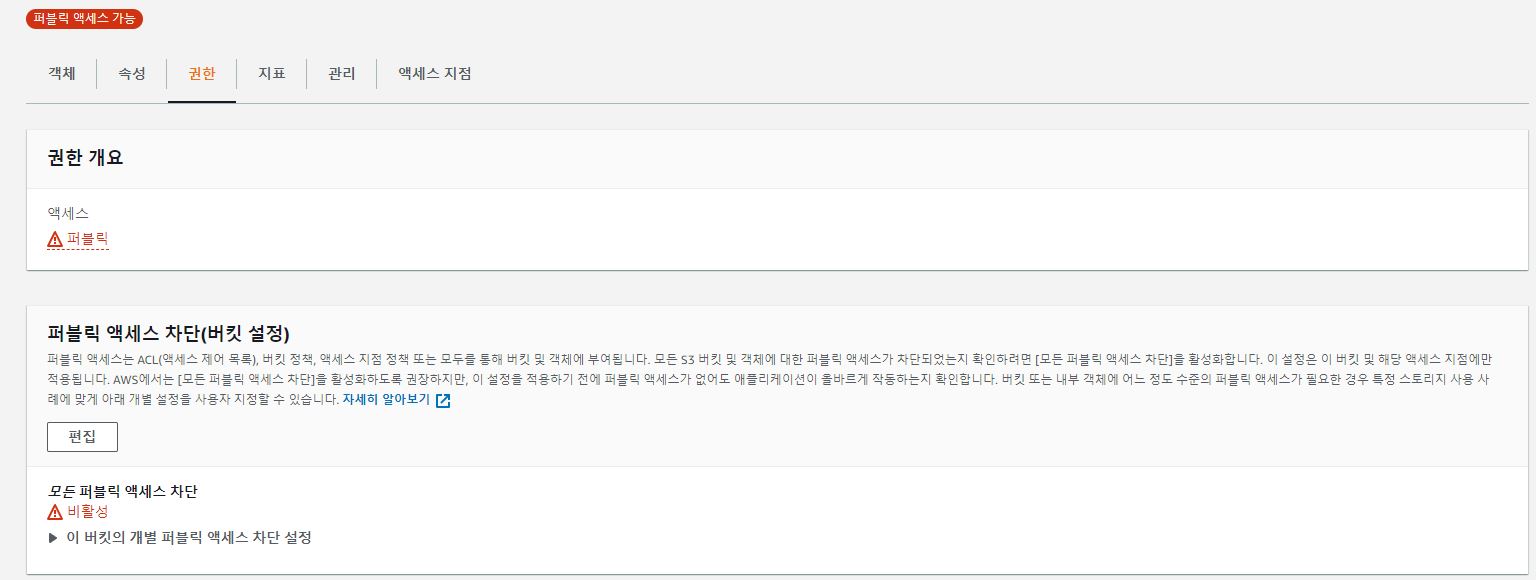 퍼블릭 액세스 가능
객체 속성 권한 지표 관리 액세스 지점
권한 개요
액세스
퍼블릭
퍼블릭 액세스 차단(버킷 설정)
퍼블릭 액세스는 ACL(액세스 제어 목록), 버킷 정책, 액세스 지점 정책 또는 모두를 통해 버킷 및 객체에 부여됩니다. 모든 S3 버킷 및 객체에 대한 퍼블릭 액세스가 차단되었는지 확인하려면 [모든 퍼블릭 액세스 차단]을 활성화합니다. 이 설정은 이 버킷 및 해당 액세스 지점에만
적용됩니다. AWS에서는 [모든 퍼블릭 액세스 차단]을 활성화하도록 권장하지만, 이 설정을 적용하기 전에 퍼블릭 액세스가 없어도 애플리케이션이 올바르게 작동하는지 확인합니다. 버킷 또는 내부 객체에 어느 정도 수준의 퍼블릭 액세스가 필요한 경우 특정 스토리지 사용 사
례에 맞게 아래 개별 설정을 사용자 지정할 수 있습니다. 자세히 알아보기
편집
모든 퍼블릭 액세스 차단
비활성
이 버킷의 개별 퍼블릭 액세스 차단 설정